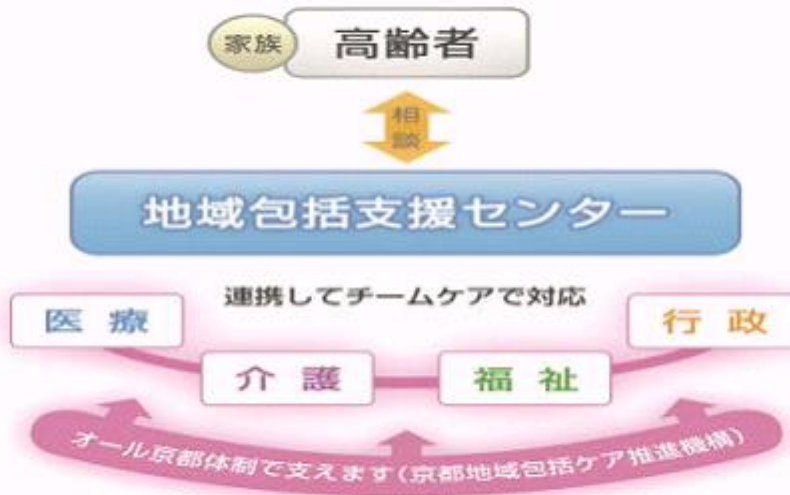 家族
高齢者
相談
地域包括支援センター
連携してチームケアで対応
医療
行政
介護
福祉
オール京都体制で支えます(京都地域包括ケア推進機構)